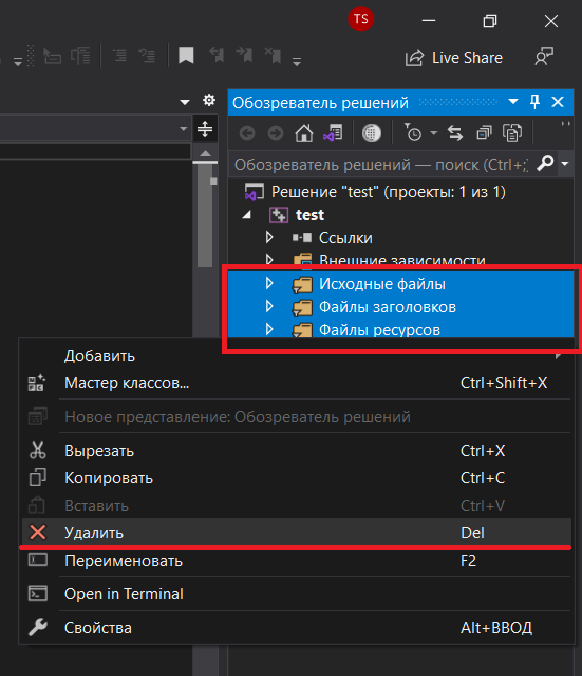 TS
Live Share
Обозреватель решений
Обозреватель решений — поиск (Ctrl+;)
Решение "test" (проекты: 1 из 1)
test
Ссылки
Внешние зависимости
Исходные файлы
Файлы заголовков
Файлы ресурсов
Добавить
Мастер классов... Ctrl+Shift+X
Новое представление: Обозреватель решений
Вырезать Ctrl+X
Копировать Ctrl+C
Вставить Ctrl+V
Удалить Del
Переименовать F2
Open in Terminal
Свойства Alt+ВВОД